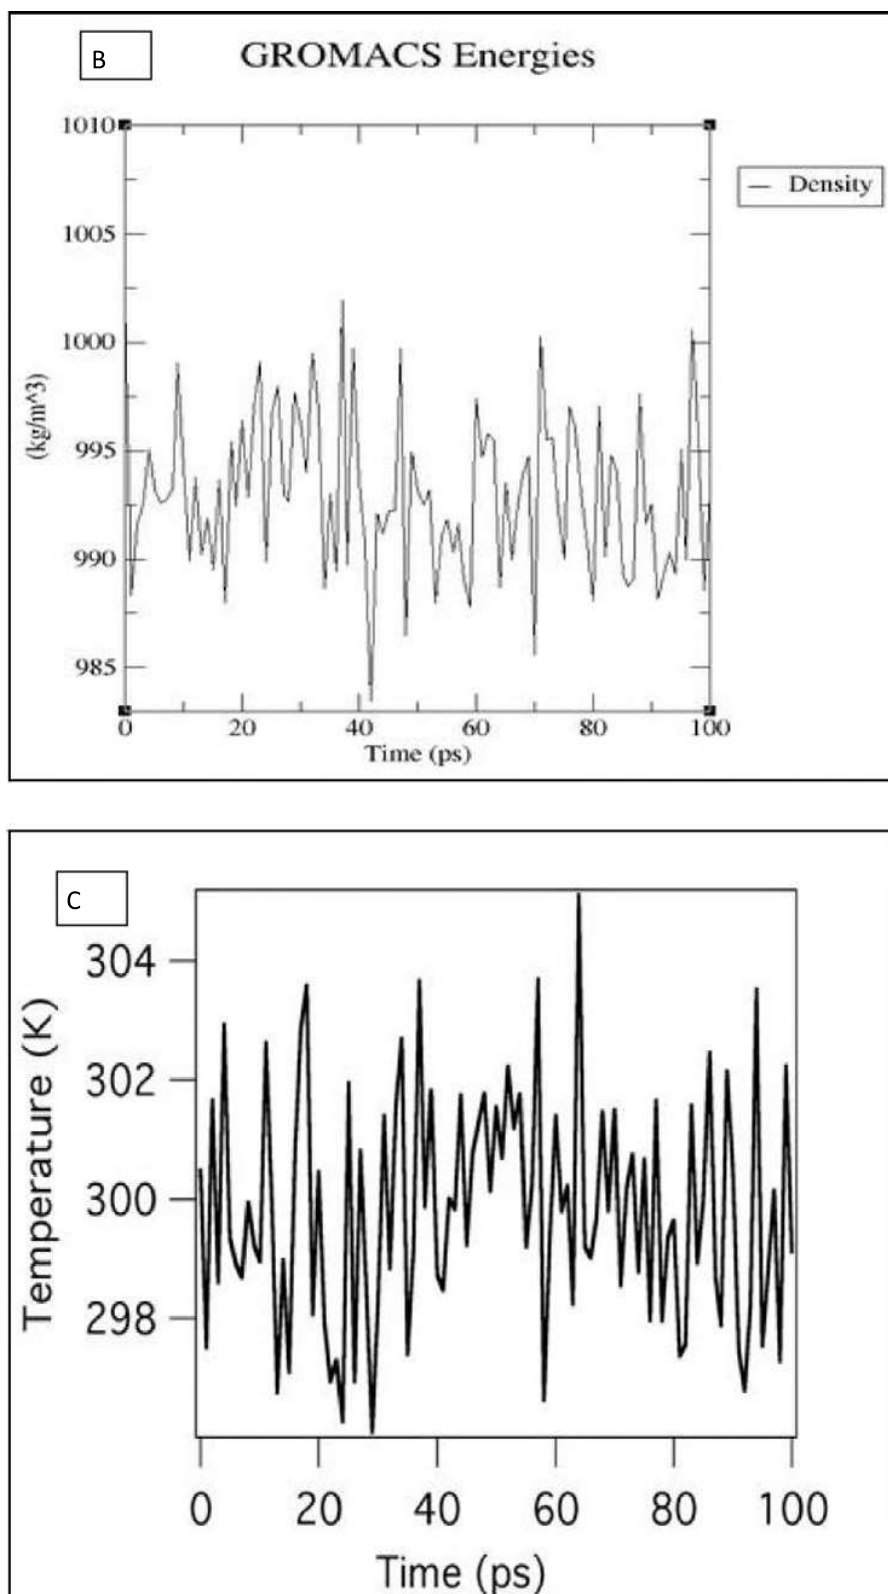 B
GROMACS Energies
1010
1005
1000
995
990
985
(kg/m^3)
Density
0 20 40 60 80 100
Time (ps)
C
304
302
300
298
Temperature (K)
0 20 40 60 80 100
Time (ps)